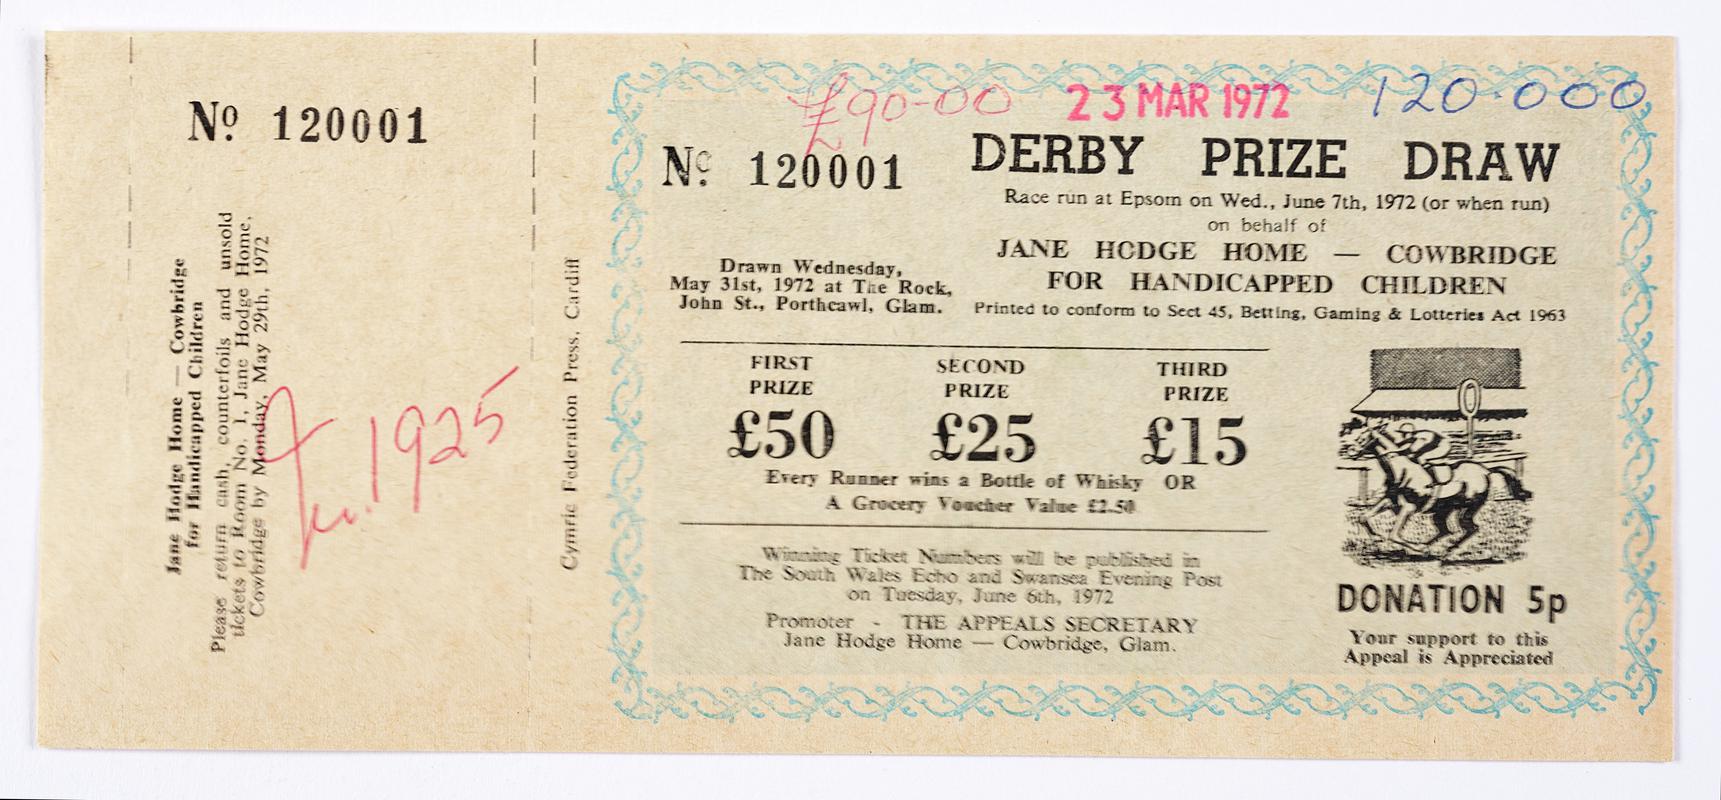 Nº 120001
Jane Hodge Home — Cowbridge
for Handicapped Children
Please return cash, counterfoils and unsold
tickets to Room No. 1, Jane Hodge Home,
Cowbridge by Monday, May 29th, 1972
1925
Cymric Federation Press, Cardiff
£90-00
23 MAR 1972
120.000
Nº 120001
DERBY PRIZE DRAW
Race run at Epsom on Wed., June 7th, 1972 (or when run)
on behalf of
JANE HODGE HOME — COWBRIDGE
FOR HANDICAPPED CHILDREN
Printed to conform to Sect 45, Betting, Gaming & Lotteries Act 1963
Drawn Wednesday,
May 31st, 1972 at The Rock,
John St., Porthcawl, Glam.
FIRST
PRIZE
£50
SECOND
PRIZE
£25
THIRD
PRIZE
£15
Every Runner wins a Bottle of Whisky OR
A Grocery Voucher Value £2.50
Winning Ticket Numbers will be published in
The South Wales Echo and Swansea Evening Post
on Tuesday, June 6th, 1972
Promoter - THE APPEALS SECRETARY
Jane Hodge Home — Cowbridge, Glam.
DONATION 5p
Your support to this
Appeal is Appreciated